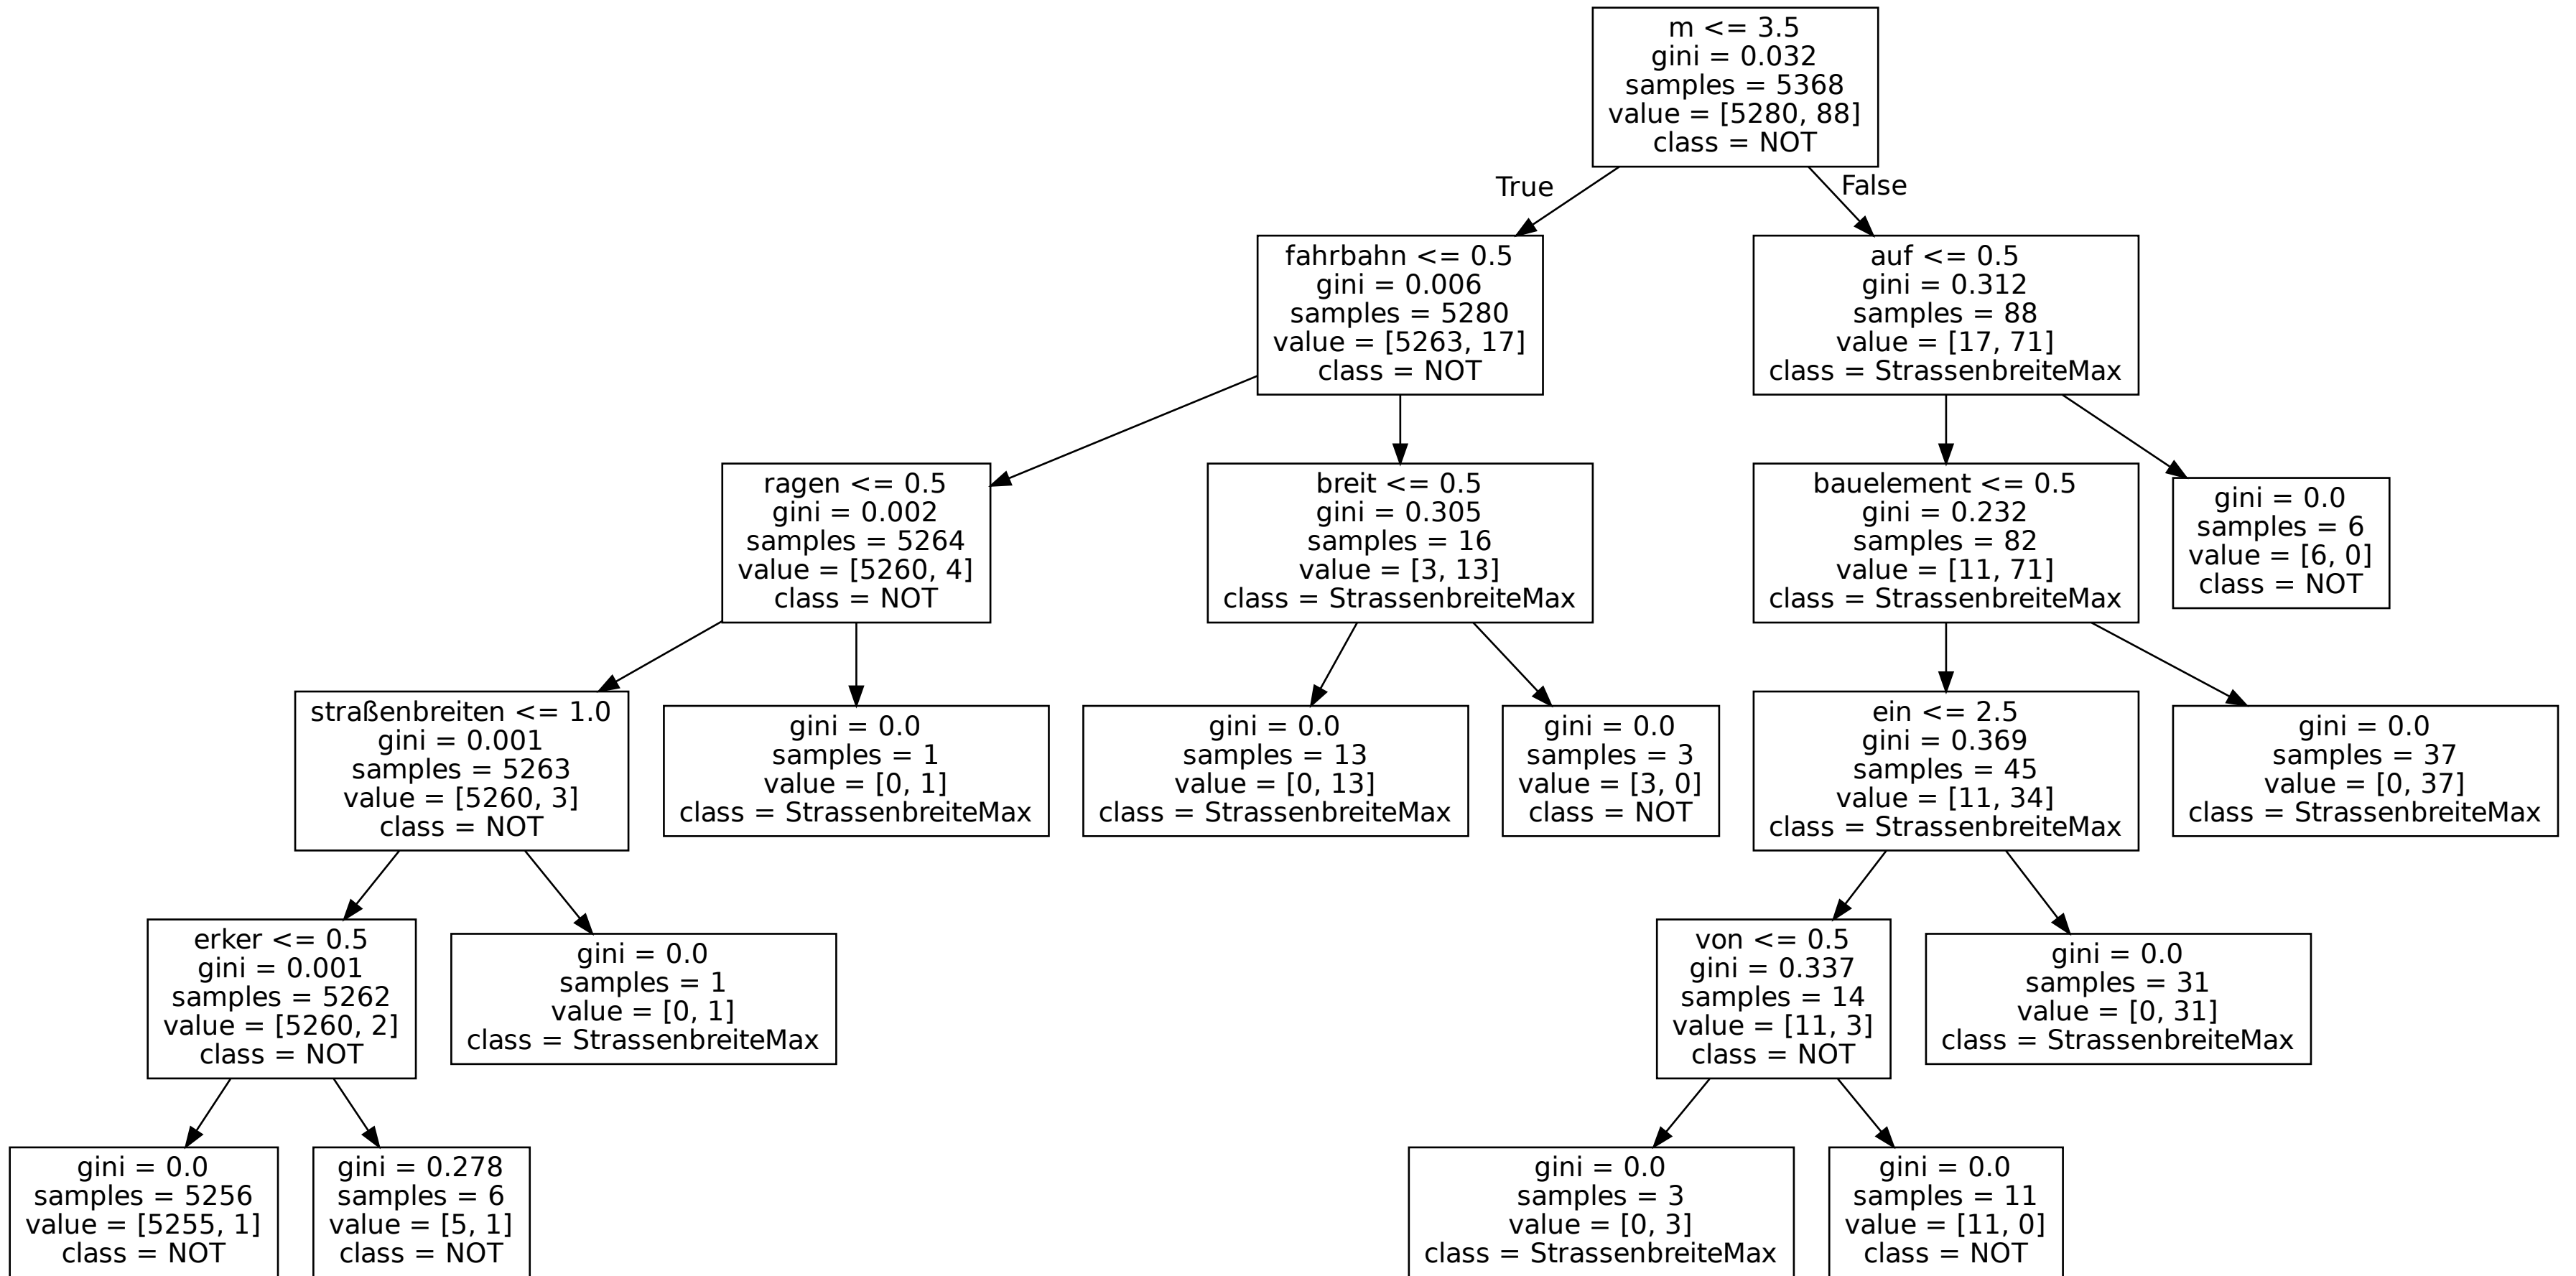 m <= 3.5
gini = 0.032
samples = 5368
value = [5280, 88]
class = NOT
True
False
fahrbahn <= 0.5
gini = 0.006
samples = 5280
value = [5263, 17]
class = NOT
auf <= 0.5
gini = 0.312
samples = 88
value = [17, 71]
class = StrassenbreiteMax
ragen <= 0.5
gini = 0.002
samples = 5264
value = [5260, 4]
class = NOT
breit <= 0.5
gini = 0.305
samples = 16
value = [3, 13]
class = StrassenbreiteMax
bauelement <= 0.5
gini = 0.232
samples = 82
value = [11, 71]
class = StrassenbreiteMax
gini = 0.0
samples = 6
value = [6, 0]
class = NOT
straßenbreiten <= 1.0
gini = 0.001
samples = 5263
value = [5260, 3]
class = NOT
gini = 0.0
samples = 1
value = [0, 1]
class = StrassenbreiteMax
gini = 0.0
samples = 13
value = [0, 13]
class = StrassenbreiteMax
gini = 0.0
samples = 3
value = [3, 0]
class = NOT
ein <= 2.5
gini = 0.369
samples = 45
value = [11, 34]
class = StrassenbreiteMax
gini = 0.0
samples = 37
value = [0, 37]
class = StrassenbreiteMax
erker <= 0.5
gini = 0.001
samples = 5262
value = [5260, 2]
class = NOT
gini = 0.0
samples = 1
value = [0, 1]
class = StrassenbreiteMax
von <= 0.5
gini = 0.337
samples = 14
value = [11, 3]
class = NOT
gini = 0.0
samples = 31
value = [0, 31]
class = StrassenbreiteMax
gini = 0.0
samples = 5256
value = [5255, 1]
class = NOT
gini = 0.278
samples = 6
value = [5, 1]
class = NOT
gini = 0.0
samples = 3
value = [0, 3]
class = StrassenbreiteMax
gini = 0.0
samples = 11
value = [11, 0]
class = NOT